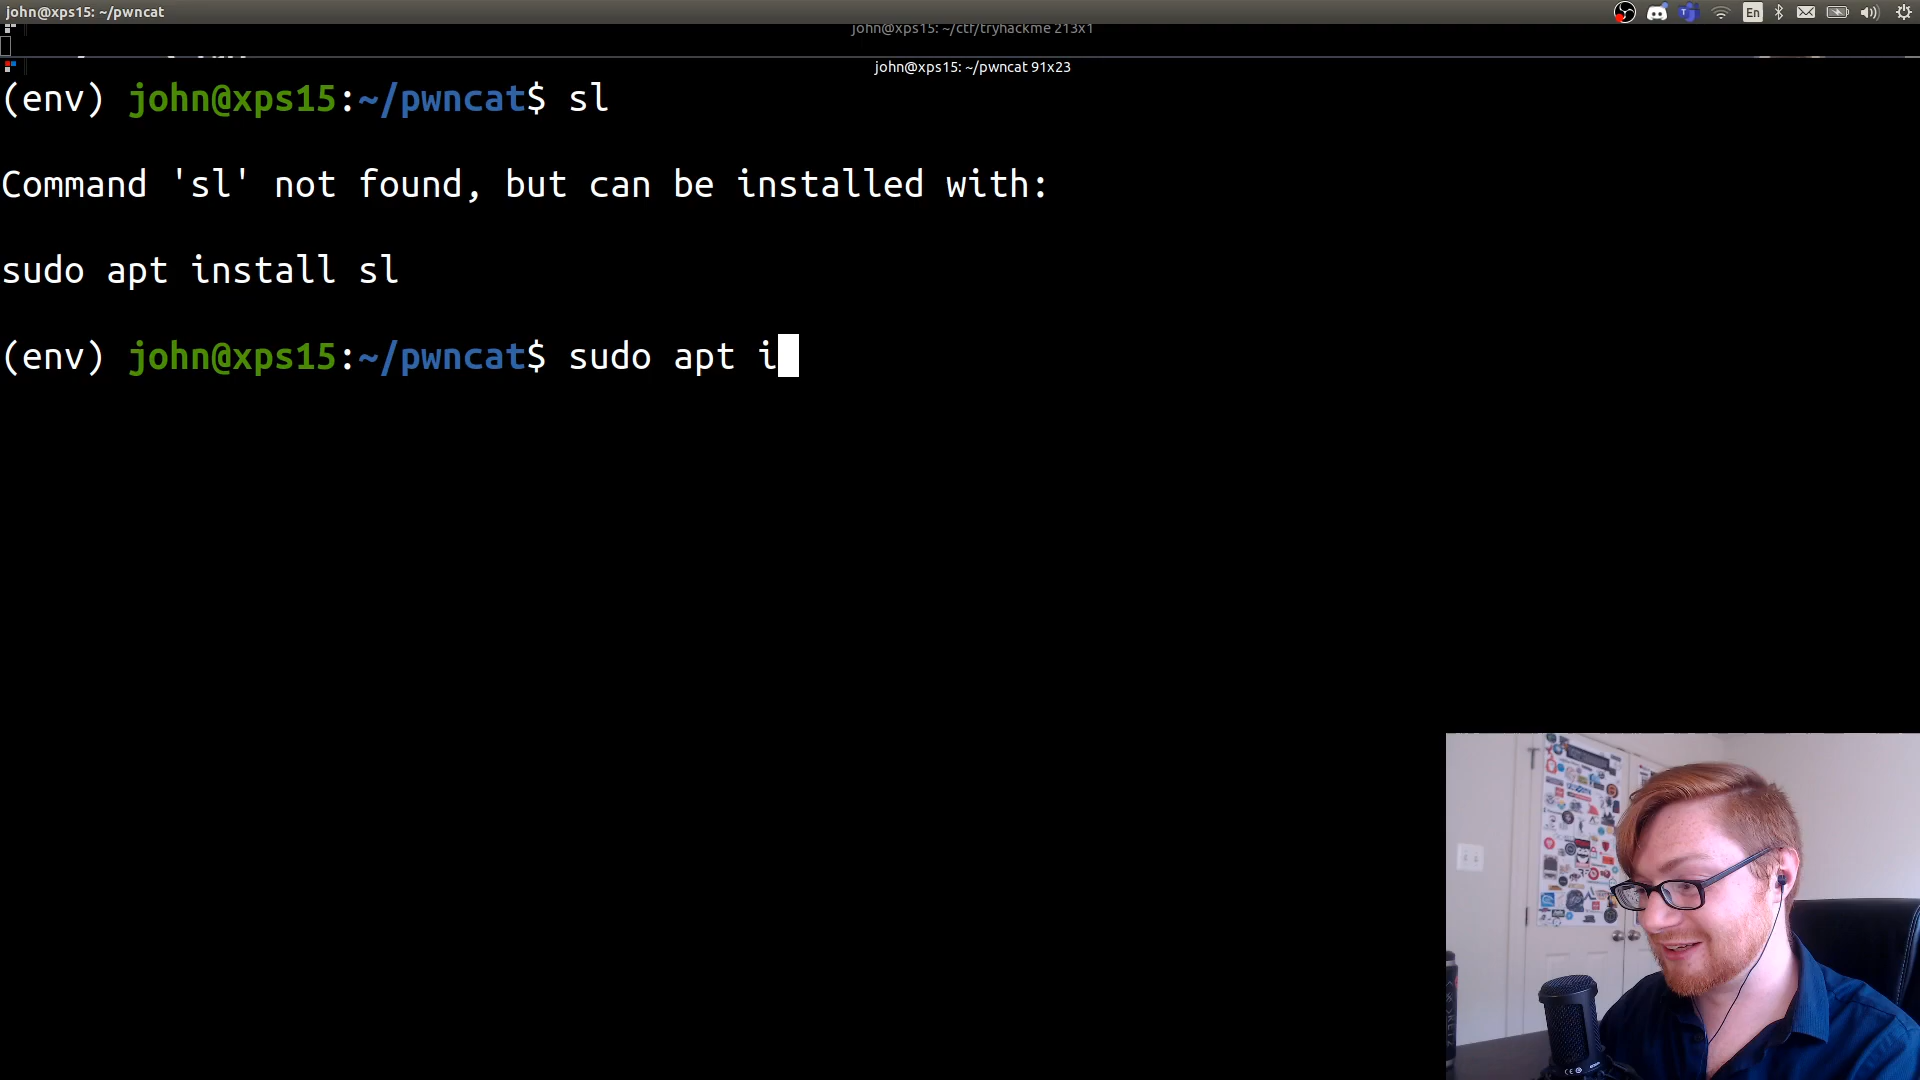 john@xps15: ~/pwncat
En
john@xps15: ~/ctf/tryhackme 213x1
john@xps15: ~/pwncat 91x23
(env) john@xps15:~/pwncat$ sl
Command 'sl' not found, but can be installed with:
sudo apt install sl
(env) john@xps15:~/pwncat$ sudo apt i